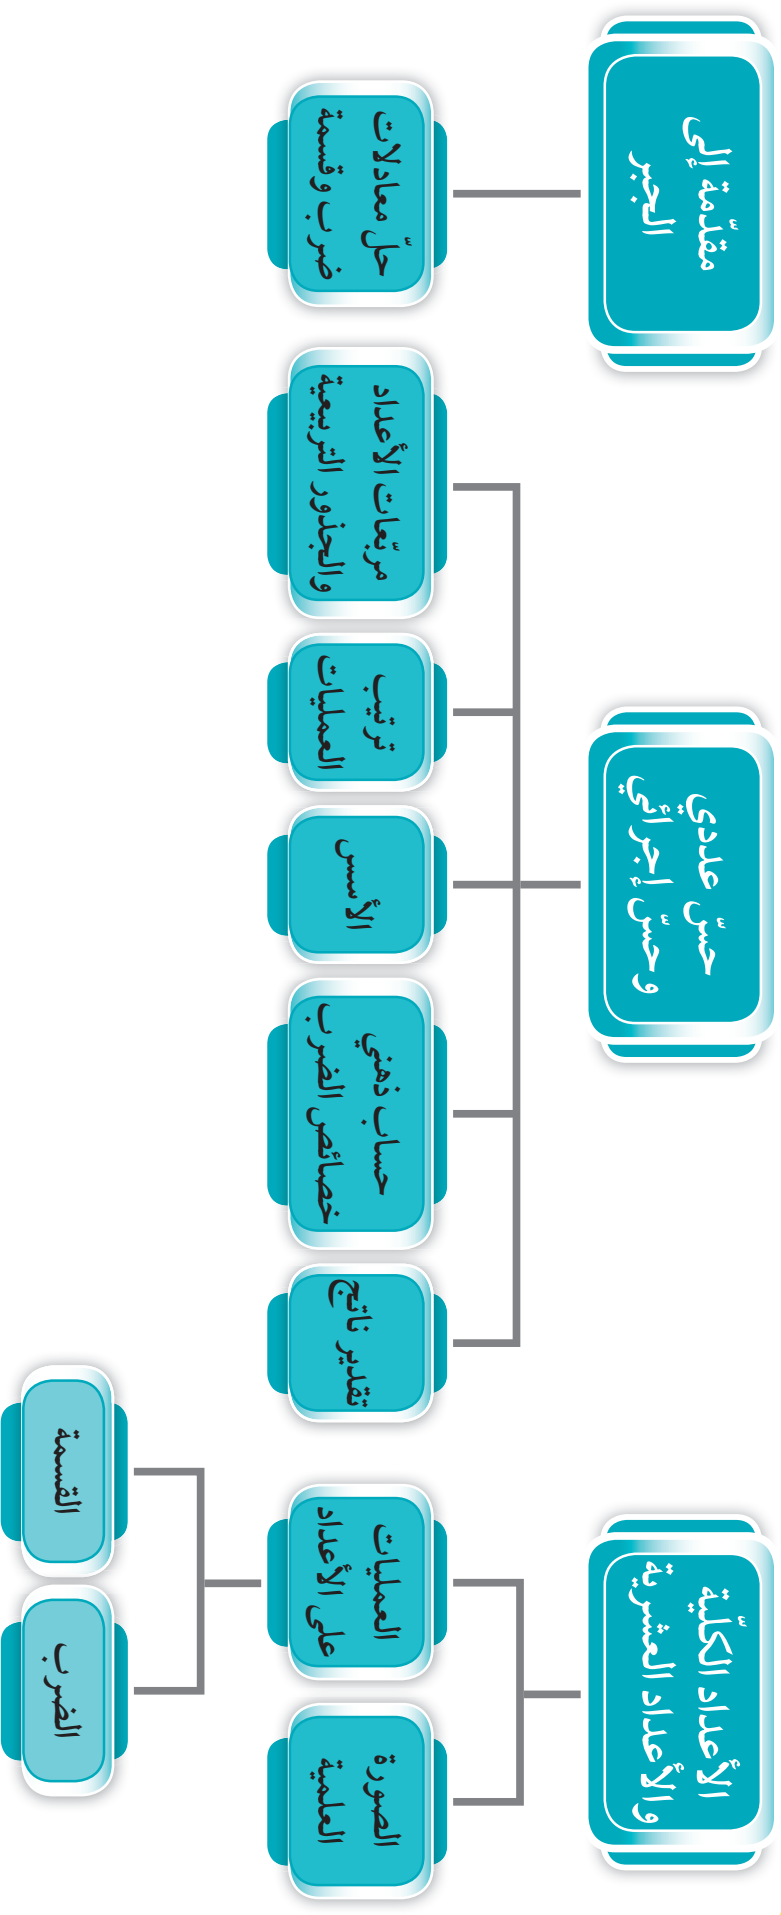 الأعداد الكلّية
والأعداد العشرية
الصورة
العلمية
العمليات
على الأعداد
الضرب
القسمة
حسّ عددي
وحسّ إجرائي
تقدير ناتج
حساب ذهني
خصائص الضرب
الأسس
ترتيب
العمليات
مربّعات الأعداد
والجذور التربيعية
مقدّمة إلى
الجبر
حلّ معادلات
ضرب وقسمة